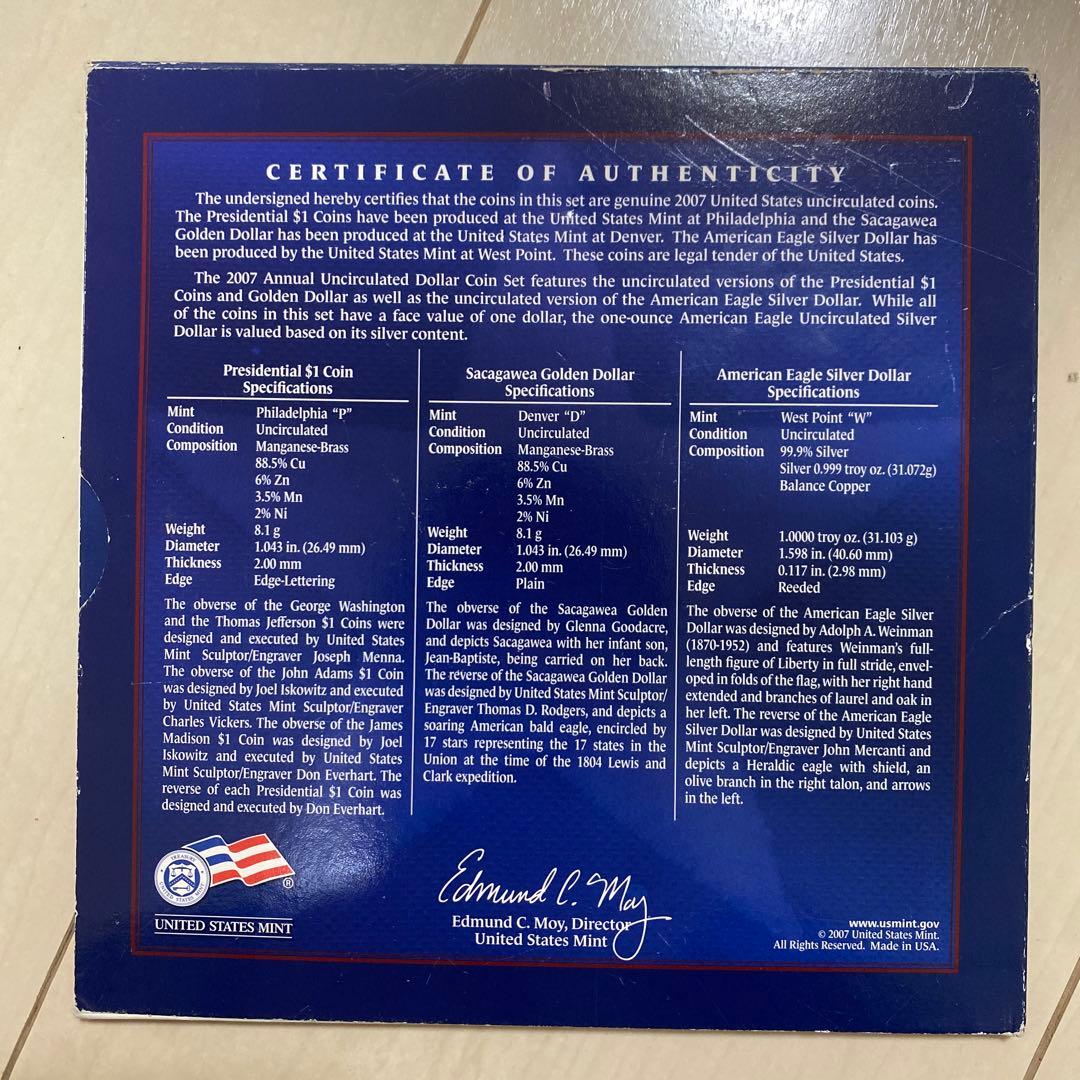 CERTIFICATE OF AUTHENTICITY
The undersigned hereby certifies that the coins in this set are genuine 2007 United States uncirculated coins.
The Presidential $1 Coins have been produced at the United States Mint at Philadelphia and the Sacagawea
Golden Dollar has been produced at the United States Mint at Denver. The American Eagle Silver Dollar has
been produced by the United States Mint at West Point. These coins are legal tender of the United States.
The 2007 Annual Uncirculated Dollar Coin Set features the uncirculated versions of the Presidential $1
Coins and Golden Dollar as well as the uncirculated version of the American Eagle Silver Dollar. While all
of the coins in this set have a face value of one dollar, the one-ounce American Eagle Uncirculated Silver
Dollar is valued based on its silver content.
Presidential $1 Coin
Specifications
Mint Philadelphia “P”
Condition Uncirculated
Composition Manganese-Brass
88.5% Cu
6% Zn
3.5% Mn
2% Ni
Weight 8.1 g
Diameter 1.043 in. (26.49 mm)
Thickness 2.00 mm
Edge Edge-Lettering
The obverse of the George Washington
and the Thomas Jefferson $1 Coins were
designed and executed by United States
Mint Sculptor/Engraver Joseph Menna.
The obverse of the John Adams $1 Coin
was designed by Joel Iskowitz and executed
by United States Mint Sculptor/Engraver
Charles Vickers. The obverse of the James
Madison $1 Coin was designed by Joel
Iskowitz and executed by United States
Mint Sculptor/Engraver Don Everhart. The
reverse of each Presidential $1 Coin was
designed and executed by Don Everhart.
Sacagawea Golden Dollar
Specifications
Mint Denver “D”
Condition Uncirculated
Composition Manganese-Brass
88.5% Cu
6% Zn
3.5% Mn
2% Ni
Weight 8.1 g
Diameter 1.043 in. (26.49 mm)
Thickness 2.00 mm
Edge Plain
The obverse of the Sacagawea Golden
Dollar was designed by Glenna Goodacre,
and depicts Sacagawea with her infant son,
Jean-Baptiste, being carried on her back.
The reverse of the Sacagawea Golden Dollar
was designed by United States Mint Sculptor/
Engraver Thomas D. Rodgers, and depicts a
soaring American bald eagle, encircled by
17 stars representing the 17 states in the
Union at the time of the 1804 Lewis and
Clark expedition.
American Eagle Silver Dollar
Specifications
Mint West Point “W”
Condition Uncirculated
Composition 99.9% Silver
Silver 0.999 troy oz. (31.072g)
Balance Copper
Weight 1.0000 troy oz. (31.103 g)
Diameter 1.598 in. (40.60 mm)
Thickness 0.117 in. (2.98 mm)
Edge Reeded
The obverse of the American Eagle Silver
Dollar was designed by Adolph A. Weinman
(1870-1952) and features Weinman's full-
length figure of Liberty in full stride, envel-
oped in folds of the flag, with her right hand
extended and branches of laurel and oak in
her left. The reverse of the American Eagle
Silver Dollar was designed by United States
Mint Sculptor/Engraver John Mercanti and
depicts a Heraldic eagle with shield, an
olive branch in the right talon, and arrows
in the left.
®
UNITED STATES MINT
Edmund C. Moy
Edmund C. Moy, Director
United States Mint
www.usmint.gov
© 2007 United States Mint.
All Rights Reserved. Made in USA.